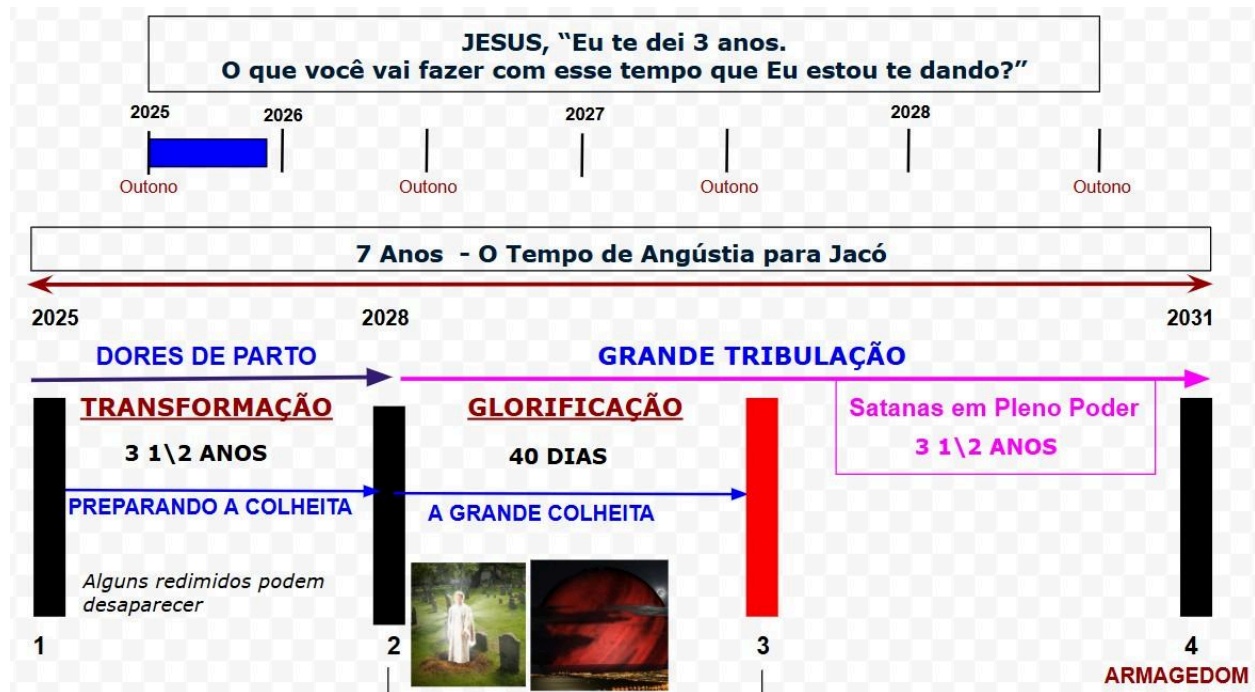 JESUS, “Eu te dei 3 anos.
O que você vai fazer com esse tempo que Eu estou te dando?”
2025
2026
2027
2028
Outono
Outono
Outono
Outono
7 Anos - O Tempo de Angústia para Jacó
2025
2028
2031
DORES DE PARTO
GRANDE TRIBULAÇÃO
TRANSFORMAÇÃO
GLORIFICAÇÃO
Satanas em Pleno Poder
3 1\2 ANOS
40 DIAS
3 1\2 ANOS
PREPARANDO A COLHEITA
A GRANDE COLHEITA
Alguns redimidos podem
desaparecer
1
2
3
4
ARMAGEDOM